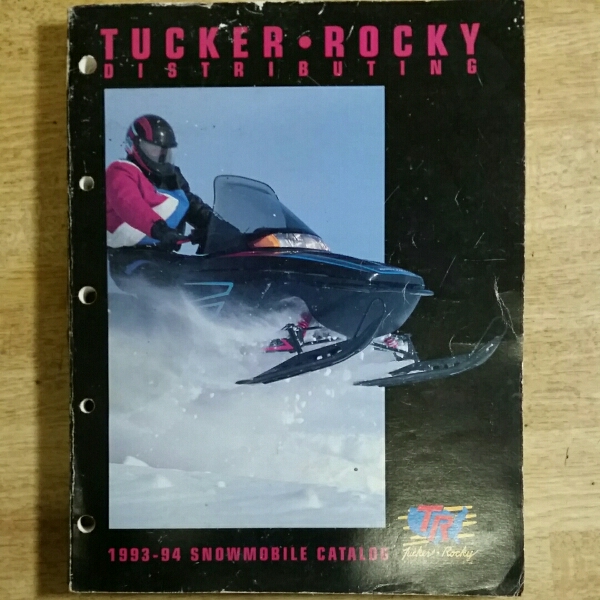 TUCKER • ROCKY
DISTRIBUTING
1993-94 SNOWMOBILE CATALOG
TR
Tucker • Rocky